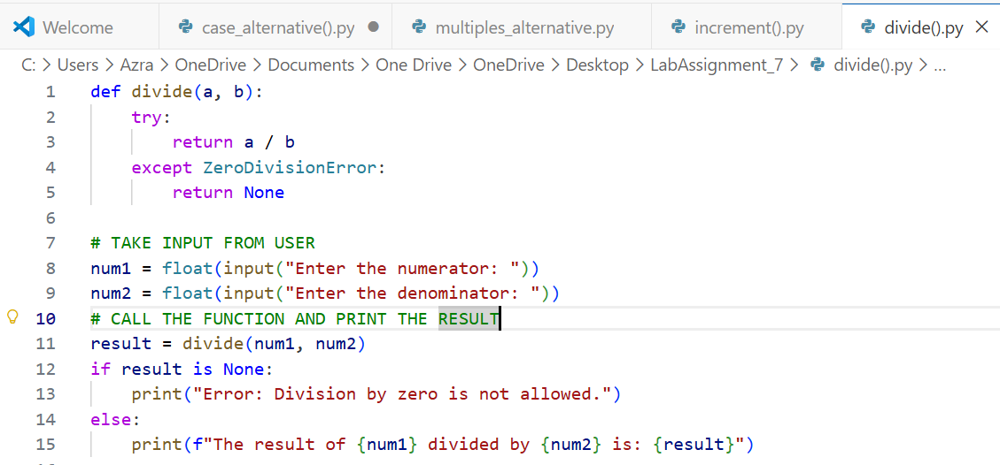 Welcome case_alternative().py multiples_alternative.py increment().py divide().py
C: > Users > Azra > OneDrive > Documents > One Drive > OneDrive > Desktop > LabAssignment_7 > divide().py > ...
1 def divide(a, b):
2     try:
3         return a / b
4     except ZeroDivisionError:
5         return None
6
7 # TAKE INPUT FROM USER
8 num1 = float(input("Enter the numerator: "))
9 num2 = float(input("Enter the denominator: "))
10 # CALL THE FUNCTION AND PRINT THE RESULT
11 result = divide(num1, num2)
12 if result is None:
13     print("Error: Division by zero is not allowed.")
14 else:
15     print(f"The result of {num1} divided by {num2} is: {result}")